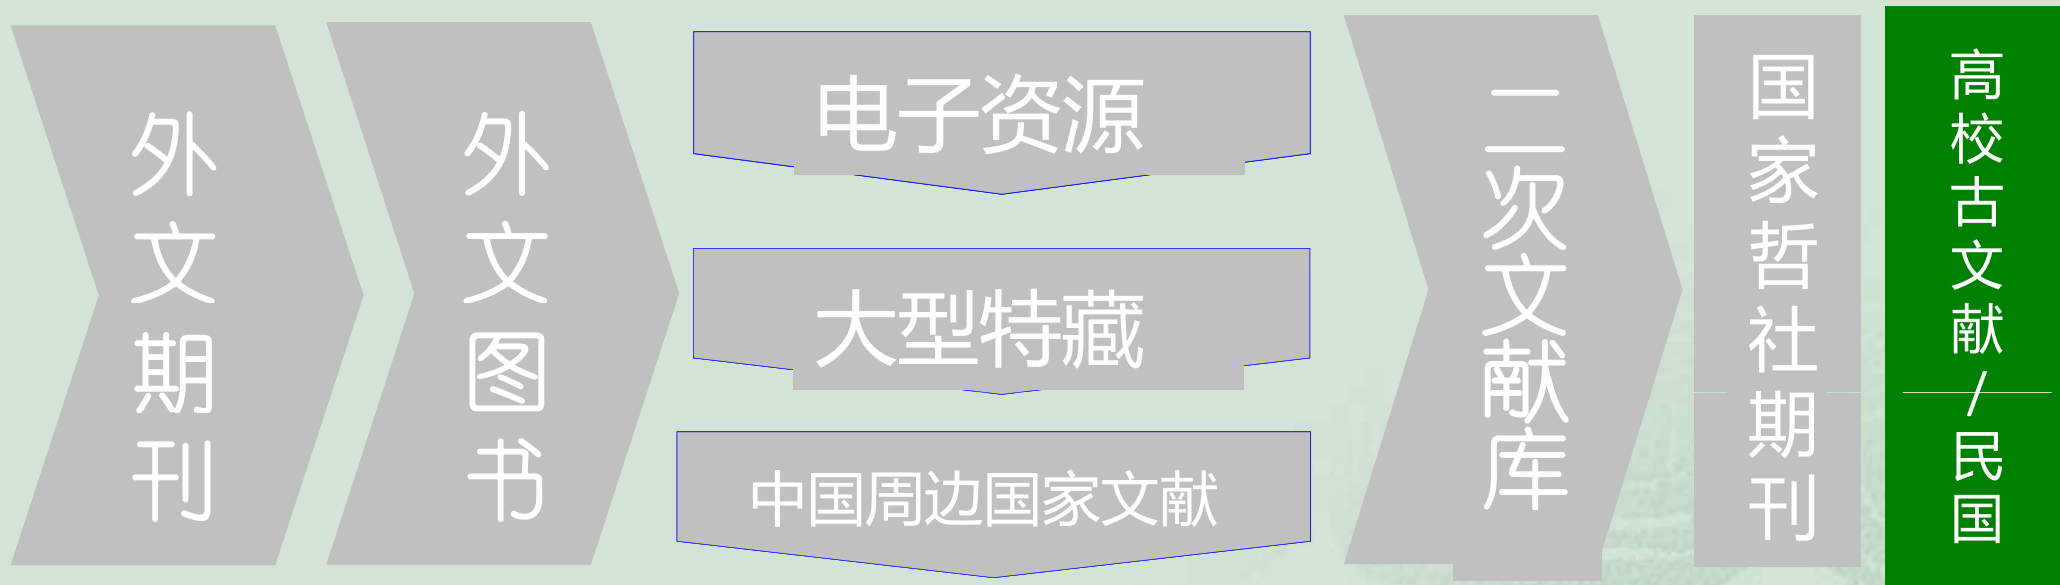 外文期刊
外文图书
电子资源
大型特藏
中国周边国家文献
二次文献库
国家哲社期刊
高校古文献/民国